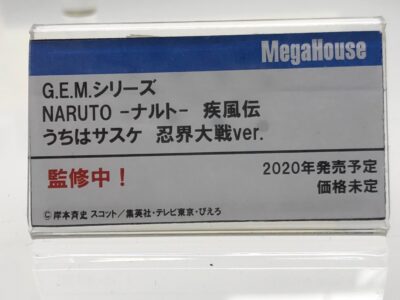 MegaHouse
G.E.M.シリーズ
NARUTO -ナルト- 疾風伝
うちはサスケ 忍界大戦ver.
監修中！
2020年発売予定
価格未定
© 岸本斉史 スコット／集英社・テレビ東京・ぴえろ